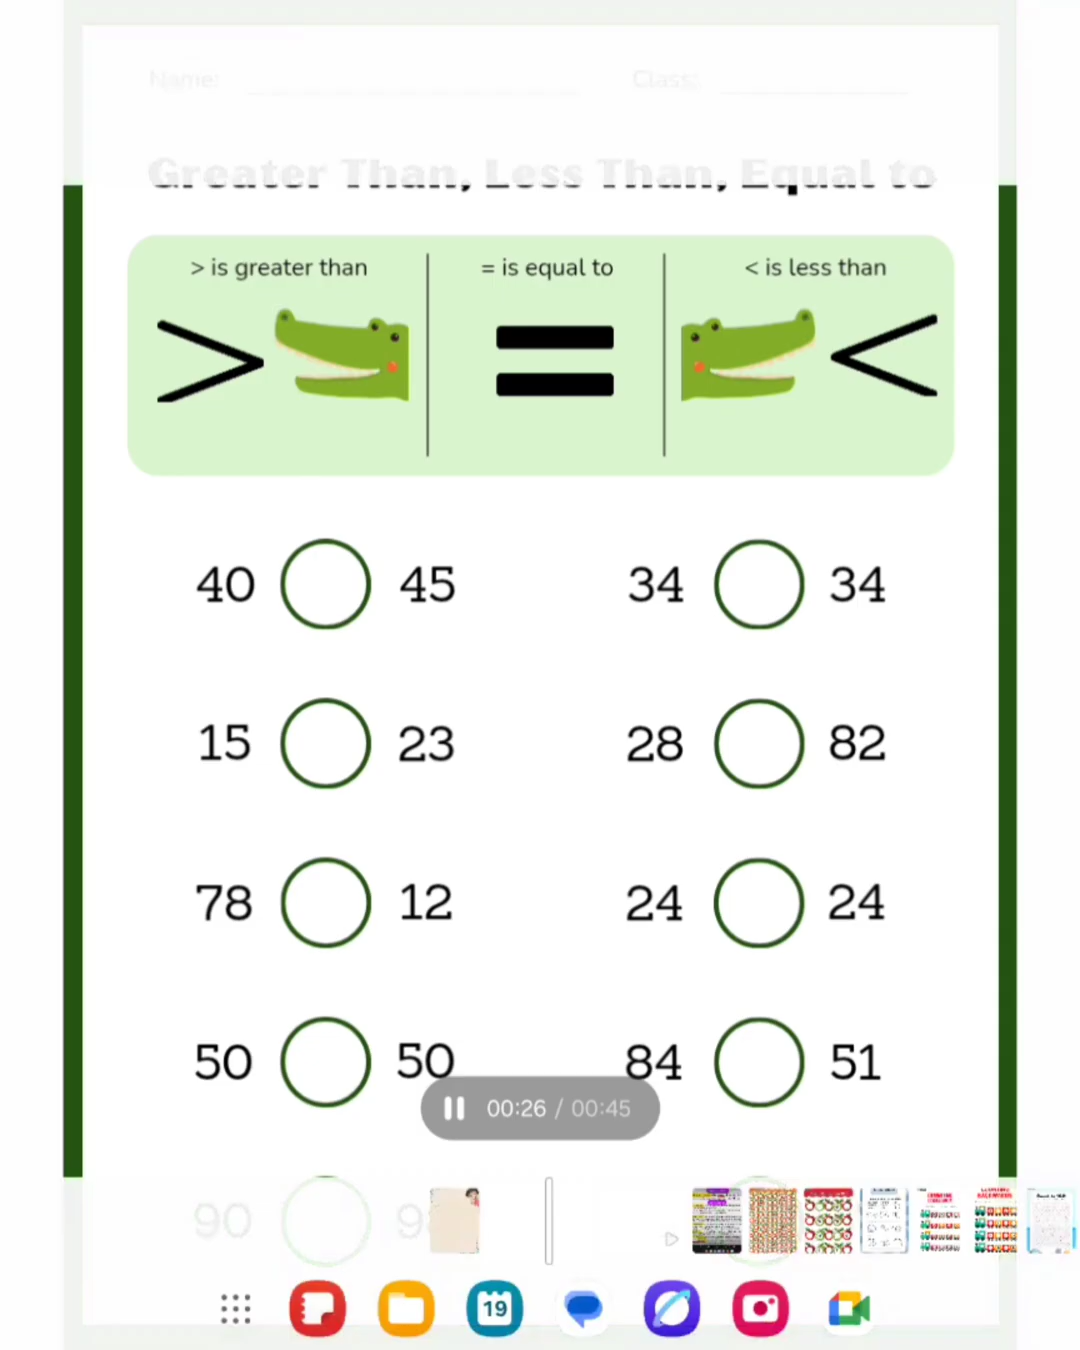 Name: Class:
Greater Than, Less Than, Equal to
> is greater than = is equal to < is less than
> = <
40 45 34 34
15 23 28 82
78 12 24 24
50 50 84 51
00:26 / 00:45
90
19